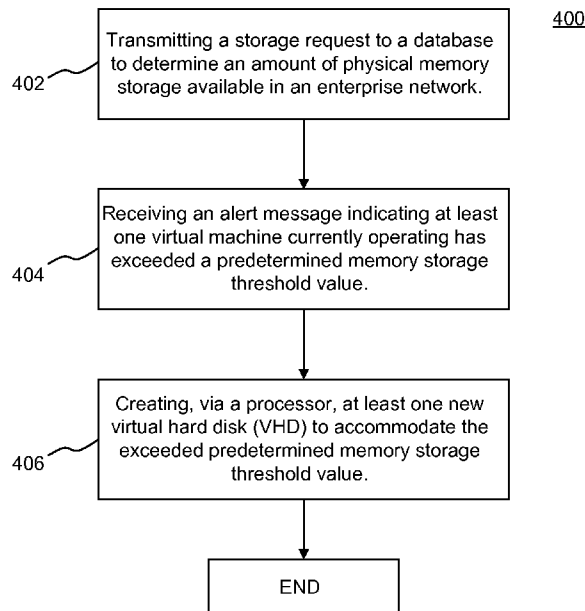 400
Transmitting a storage request to a database
to determine an amount of physical memory
storage available in an enterprise network.
402
Receiving an alert message indicating at least
one virtual machine currently operating has
exceeded a predetermined memory storage
threshold value.
404
Creating, via a processor, at least one new
virtual hard disk (VHD) to accommodate the
exceeded predetermined memory storage
threshold value.
406
END